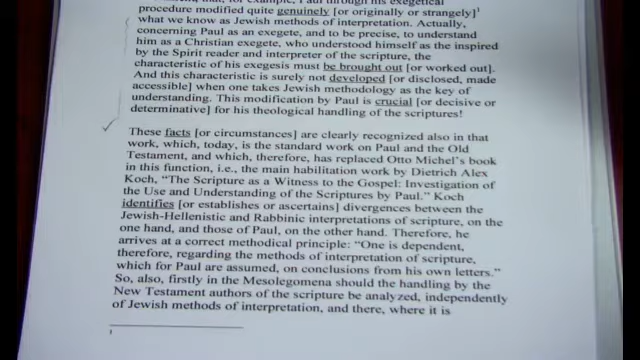 procedure modified quite genuinely [or originally or strangely]¹
what we know as Jewish methods of interpretation. Actually,
concerning Paul as an exegete, and to be precise, to understand
him as a Christian exegete, who understood himself as the inspired
by the Spirit reader and interpreter of the scripture, the
characteristic of his exegesis must be brought out [or worked out].
And this characteristic is surely not developed [or disclosed, made
accessible] when one takes Jewish methodology as the key of
understanding. This modification by Paul is crucial [or decisive or
determinative] for his theological handling of the scriptures!
These facts [or circumstances] are clearly recognized also in that
work, which, today, is the standard work on Paul and the Old
Testament, and which, therefore, has replaced Otto Michel's book
in this function, i.e., the main habilitation work by Dietrich Alex
Koch, "The Scripture as a Witness to the Gospel: Investigation of
the Use and Understanding of the Scriptures by Paul." Koch
identifies [or establishes or ascertains] divergences between the
Jewish-Hellenistic and Rabbinic interpretations of scripture, on the
one hand, and those of Paul, on the other hand. Therefore, he
arrives at a correct methodical principle: "One is dependent,
therefore, regarding the methods of interpretation of scripture,
which for Paul are assumed, on conclusions from his own letters."
So, also, firstly in the Mesolegomena should the handling by the
New Testament authors of the scripture be analyzed, independently
of Jewish methods of interpretation, and there, where it is